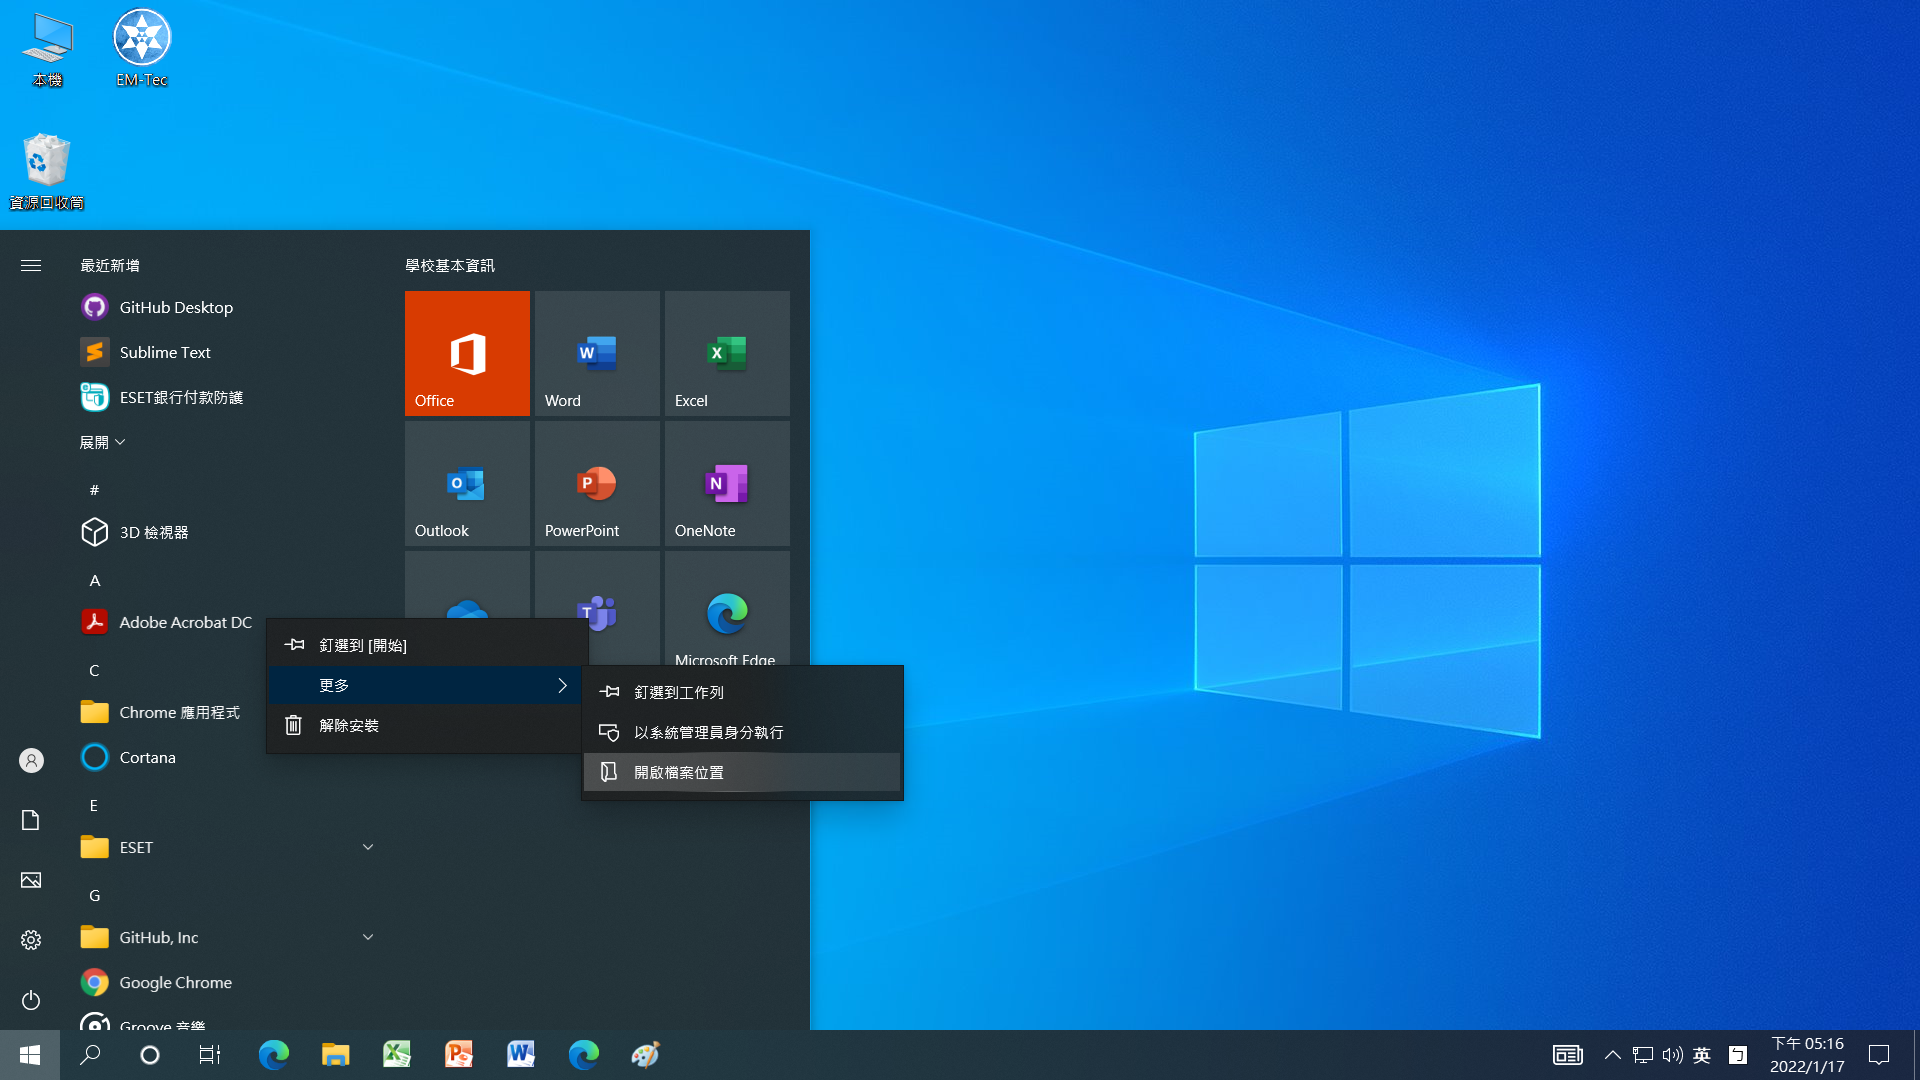 本機
EM-Tec
資源回收筒
最近新增
GitHub Desktop
Sublime Text
ESET銀行付款防護
展開
#
3D 檢視器
A
Adobe Acrobat DC
C
Chrome 應用程式
Cortana
E
ESET
G
GitHub, Inc
Google Chrome
Groove 音樂
學校基本資訊
Office
Word
Excel
Outlook
PowerPoint
OneNote
Microsoft Edge
釘選到 [開始]
更多
解除安裝
釘選到工作列
以系統管理員身分執行
開啟檔案位置
英
ㄅ
下午 05:16
2022/1/17